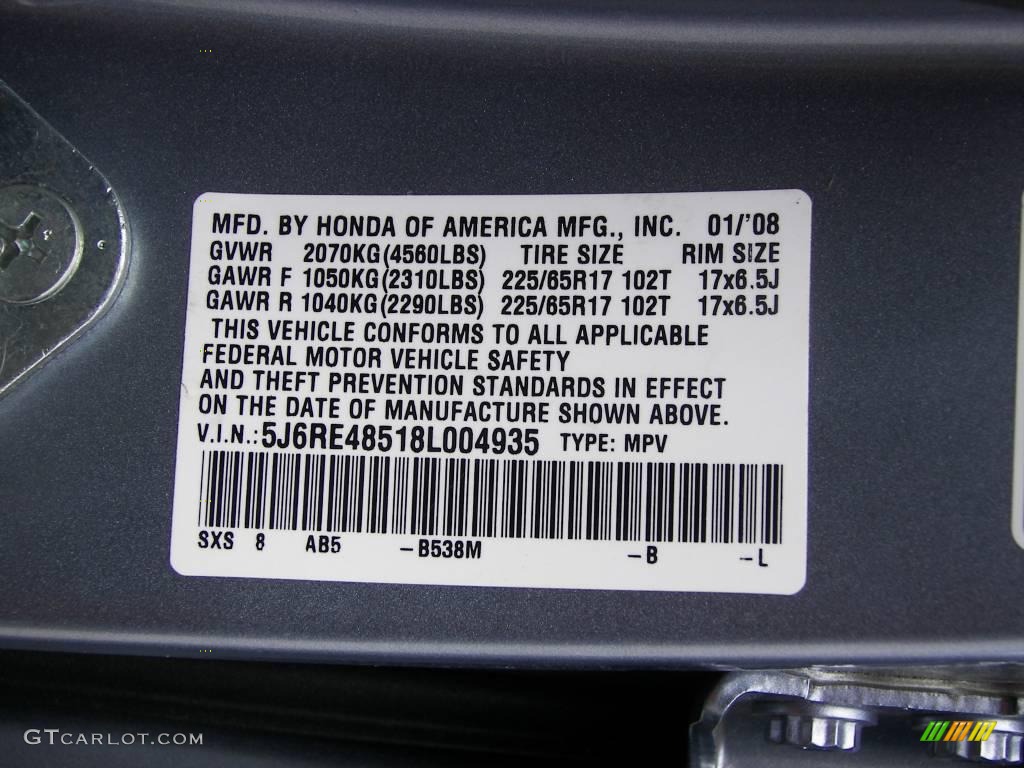 MFD. BY HONDA OF AMERICA MFG., INC. 01/'08
GVWR 2070KG(4560LBS) TIRE SIZE RIM SIZE
GAWR F 1050KG(2310LBS) 225/65R17 102T 17x6.5J
GAWR R 1040KG(2290LBS) 225/65R17 102T 17x6.5J
THIS VEHICLE CONFORMS TO ALL APPLICABLE
FEDERAL MOTOR VEHICLE SAFETY
AND THEFT PREVENTION STANDARDS IN EFFECT
ON THE DATE OF MANUFACTURE SHOWN ABOVE.
V.I.N.:5J6RE48518L004935 TYPE: MPV
SXS 8 AB5 -B538M -B -L
GTCARLOT.COM